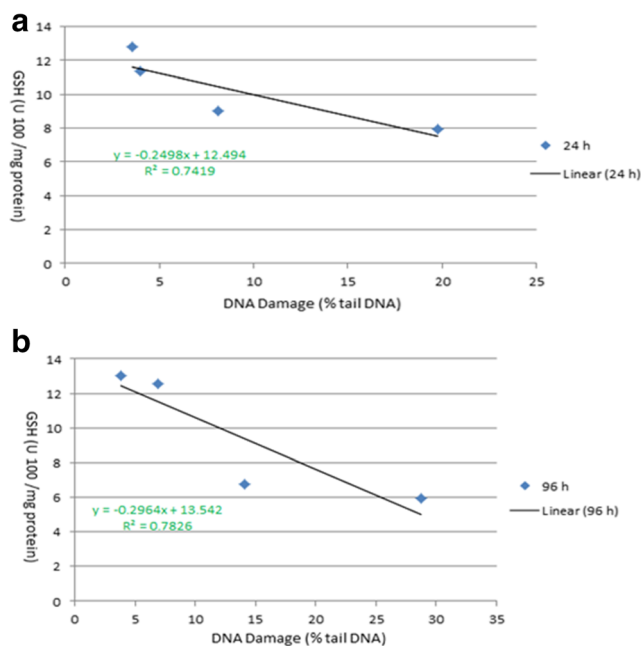 a
14
12
10
8
6
4
2
0
GSH (U 100 /mg protein)
y = -0.2498x + 12.494
R² = 0.7419
0 5 10 15 20 25
DNA Damage (% tail DNA)
24 h
Linear (24 h)
b
14
12
10
8
6
4
2
0
GSH (U 100 /mg protein)
y = -0.2964x + 13.542
R² = 0.7826
0 5 10 15 20 25 30 35
DNA Damage (% tail DNA)
96 h
Linear (96 h)